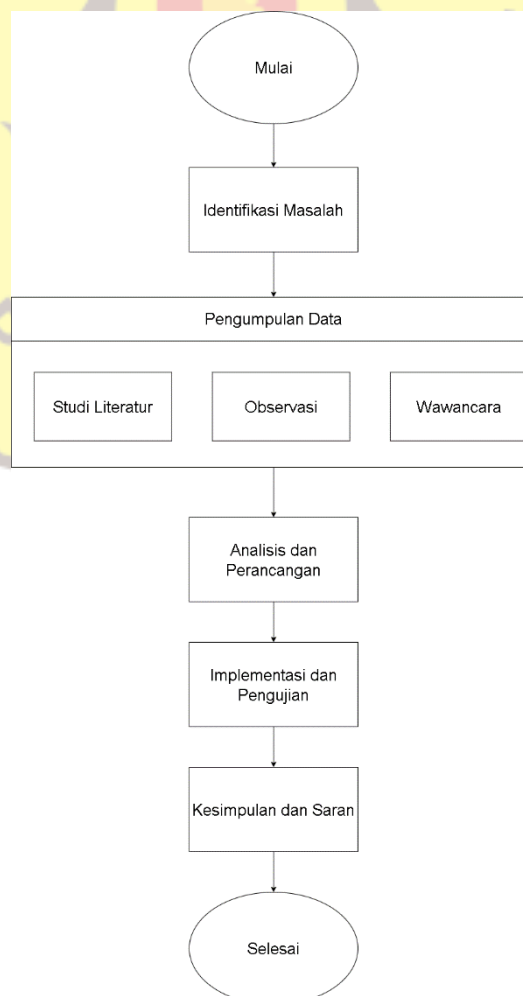 Mulai
Identifikasi Masalah
Pengumpulan Data
Studi Literatur
Observasi
Wawancara
Analisis dan
Perancangan
Implementasi dan
Pengujian
Kesimpulan dan Saran
Selesai